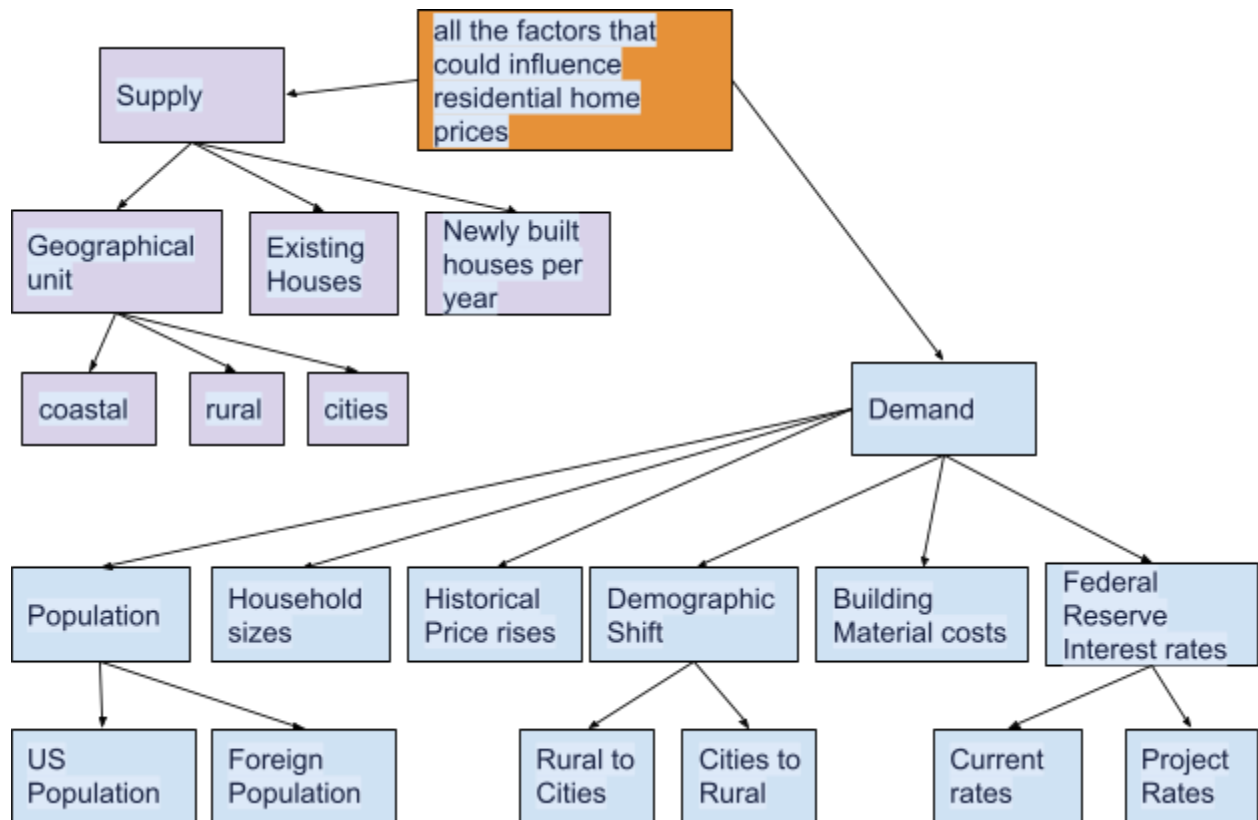 all the factors that
could influence
residential home
prices
Supply
Geographical
unit
Existing
Houses
Newly built
houses per
year
coastal
rural
cities
Demand
Population
Household
sizes
Historical
Price rises
Demographic
Shift
Building
Material costs
Federal
Reserve
Interest rates
US
Population
Foreign
Population
Rural to
Cities
Cities to
Rural
Current
rates
Project
Rates